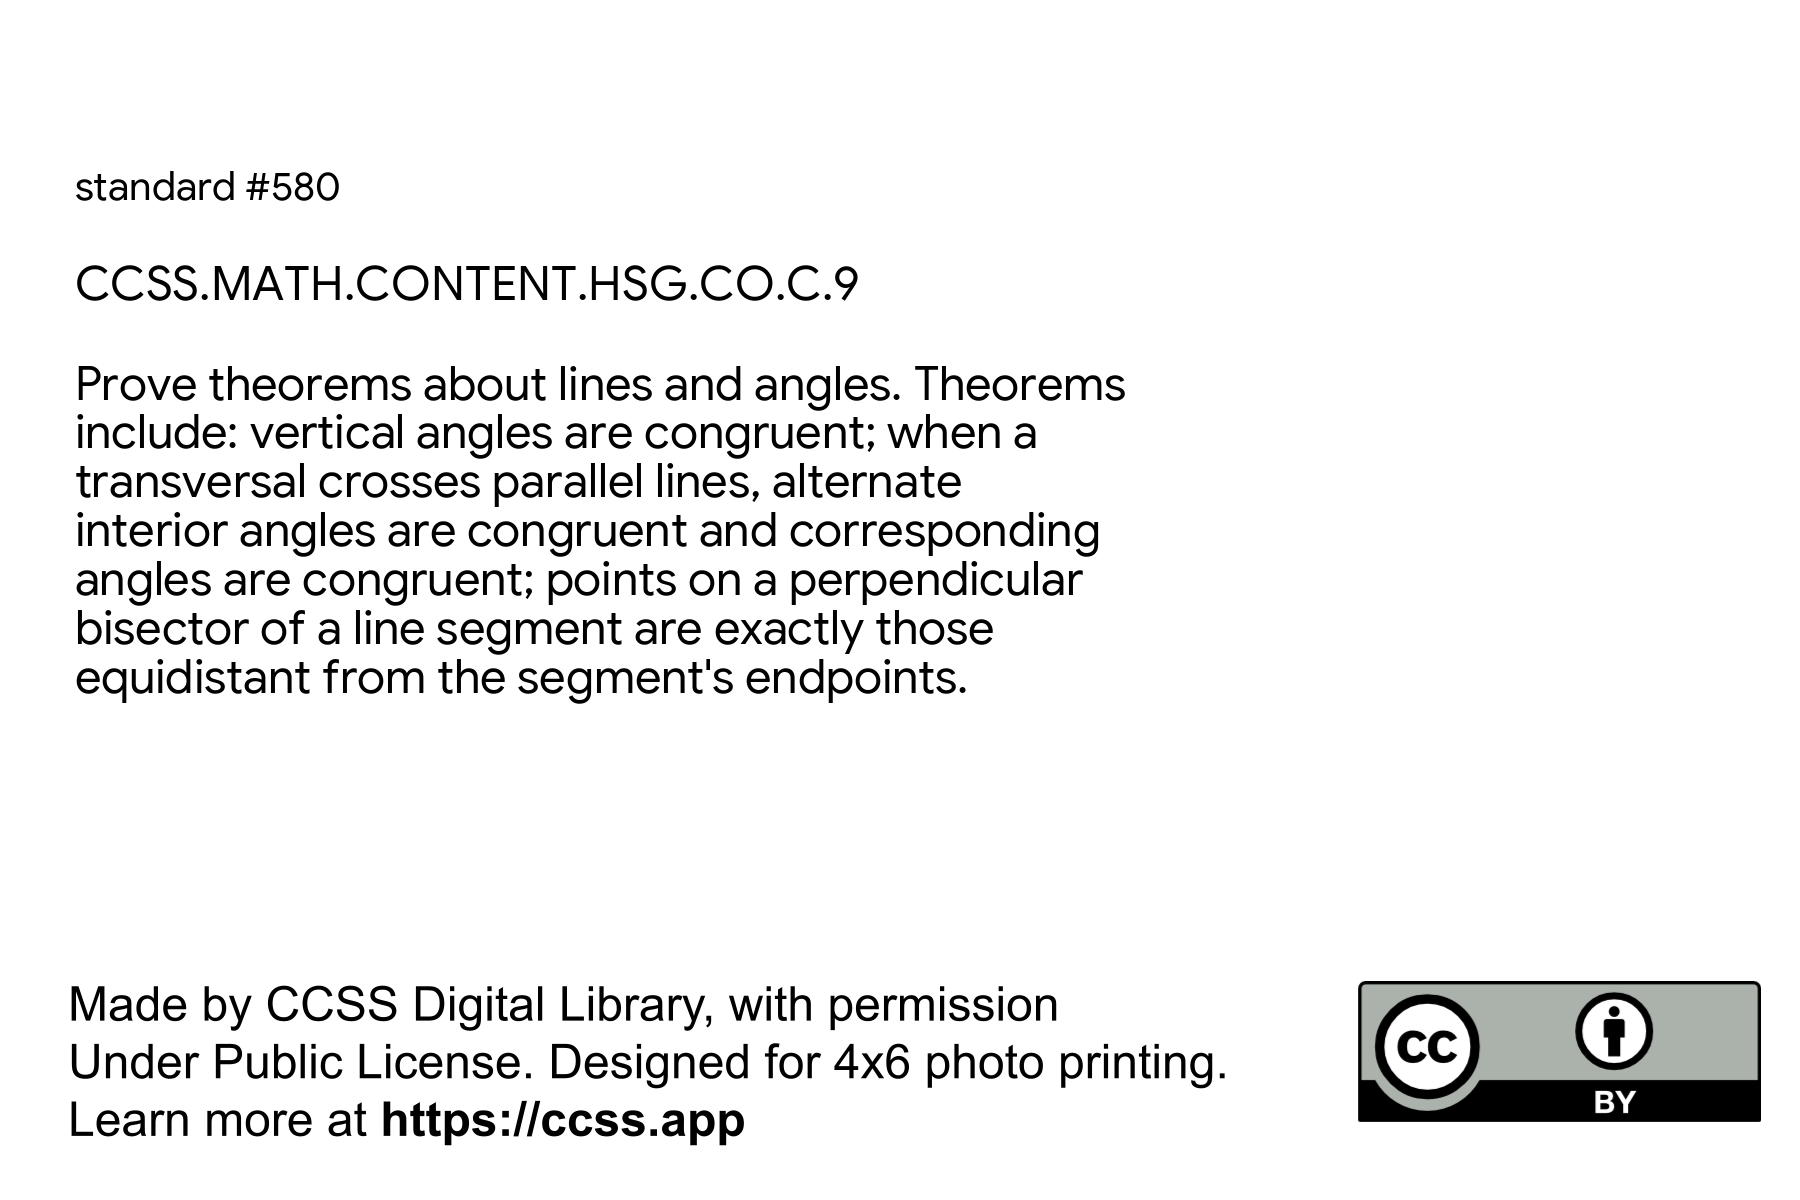 standard #580
CCSS.MATH.CONTENT.HSG.CO.C.9
Prove theorems about lines and angles. Theorems
include: vertical angles are congruent; when a
transversal crosses parallel lines, alternate
interior angles are congruent and corresponding
angles are congruent; points on a perpendicular
bisector of a line segment are exactly those
equidistant from the segment's endpoints.
Made by CCSS Digital Library, with permission
Under Public License. Designed for 4x6 photo printing.
Learn more at https://ccss.app
CC
BY